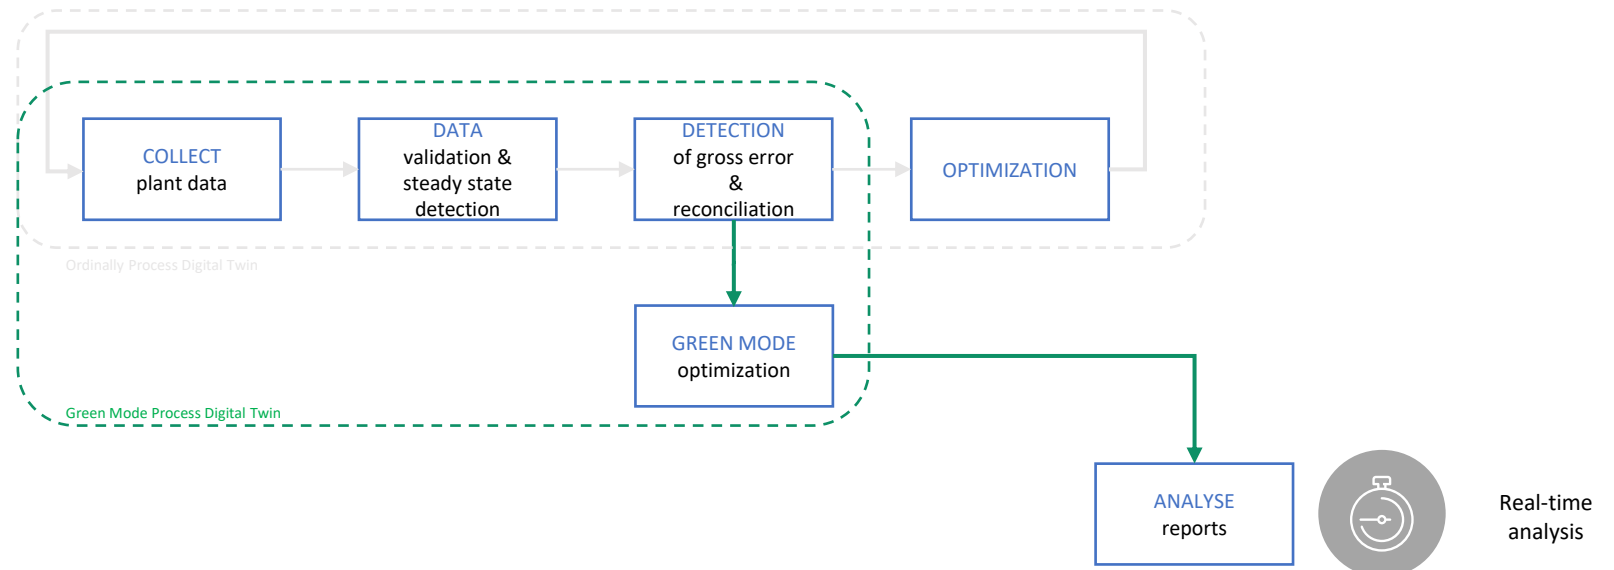 COLLECT
plant data
DATA
validation &
steady state
detection
DETECTION
of gross error
&
reconciliation
OPTIMIZATION
Ordinally Process Digital Twin
GREEN MODE
optimization
Green Mode Process Digital Twin
ANALYSE
reports
Real-time
analysis